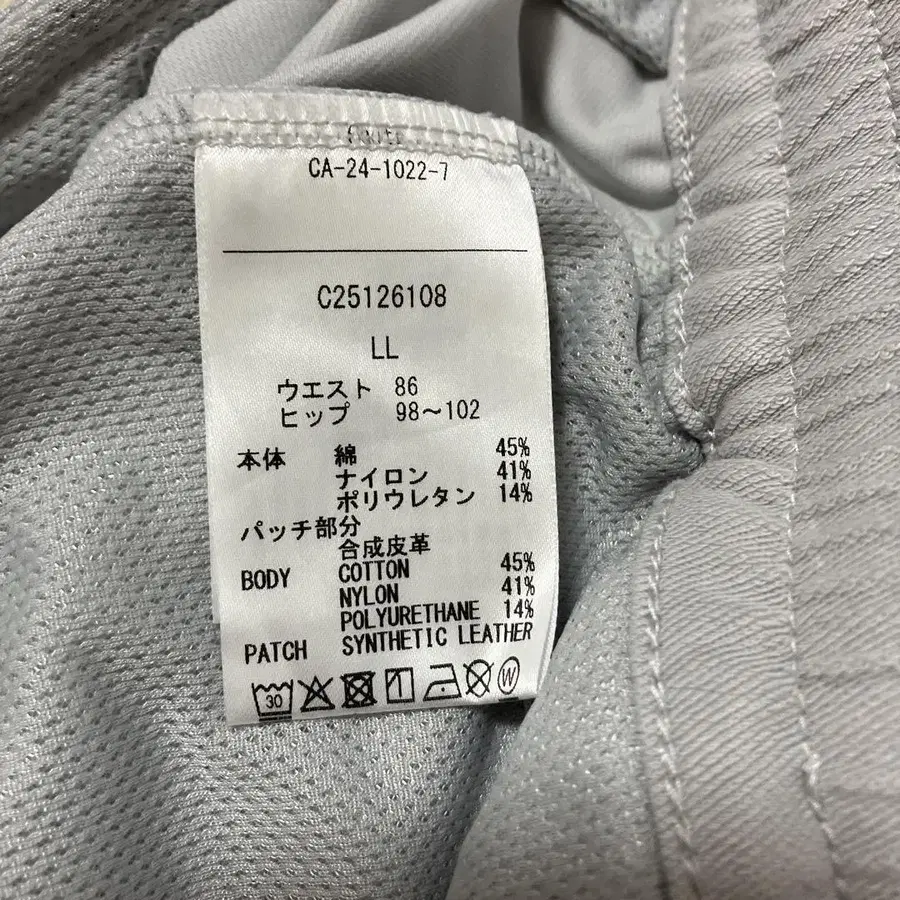 CA-24-1022-7
C25126108
LL
ウエスト 86
ヒップ 98～102
本体 綿 45%
ナイロン 41%
ポリウレタン 14%
パッチ部分
合成皮革
BODY COTTON 45%
NYLON 41%
POLYURETHANE 14%
PATCH SYNTHETIC LEATHER
30 W